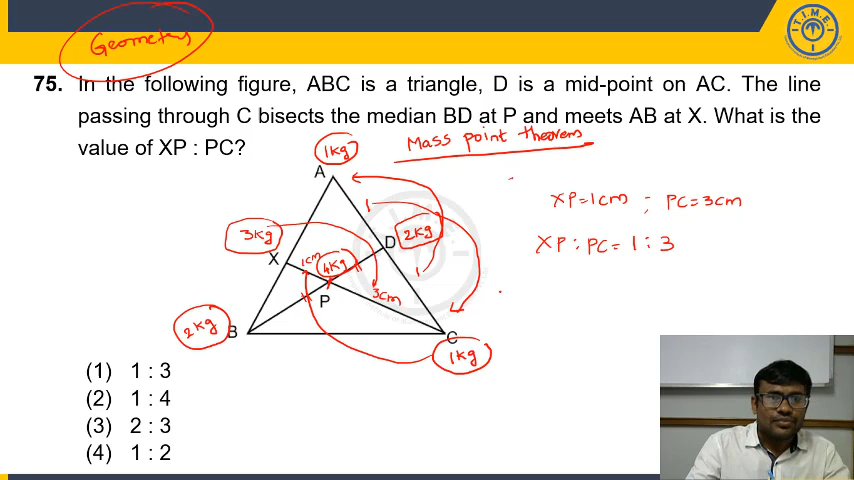 Geometry
T.I.M.E.
75. In the following figure, ABC is a triangle, D is a mid-point on AC. The line
passing through C bisects the median BD at P and meets AB at X. What is the
value of XP : PC?
Mass point theorem
1kg
A
XP=1cm ; PC=3cm
3kg
D 2kg
XP : PC = 1 : 3
X 1cm 4kg
1
1
3cm
P
2kg B
C
1kg
(1) 1 : 3
(2) 1 : 4
(3) 2 : 3
(4) 1 : 2